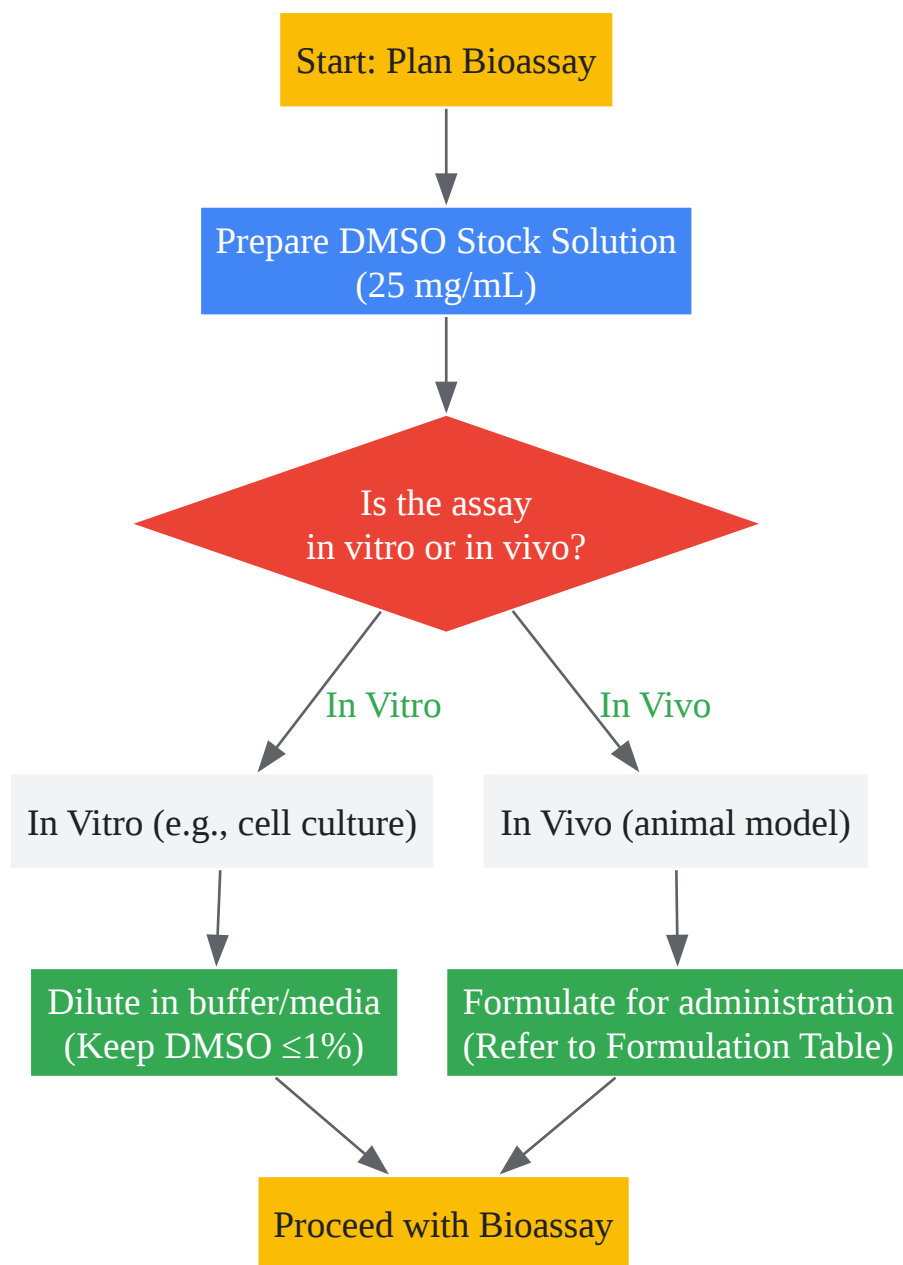 Start: Plan Bioassay
Prepare DMSO Stock Solution
(25 mg/mL)
Is the assay
in vitro or in vivo?
In Vitro
In Vivo
In Vitro (e.g., cell culture)
In Vivo (animal model)
Dilute in buffer/media
(Keep DMSO ≤1%)
Formulate for administration
(Refer to Formulation Table)
Proceed with Bioassay